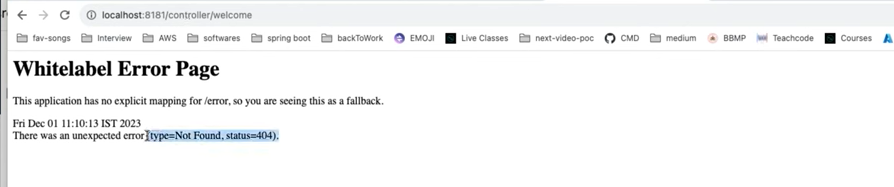 localhost:8181/controller/welcome
fav-songs Interview AWS softwares spring boot backToWork EMOJI Live Classes next-video-poc CMD medium BBMP Teachcode Courses
Whitelabel Error Page
This application has no explicit mapping for /error, so you are seeing this as a fallback.
Fri Dec 01 11:10:13 IST 2023
There was an unexpected error (type=Not Found, status=404).